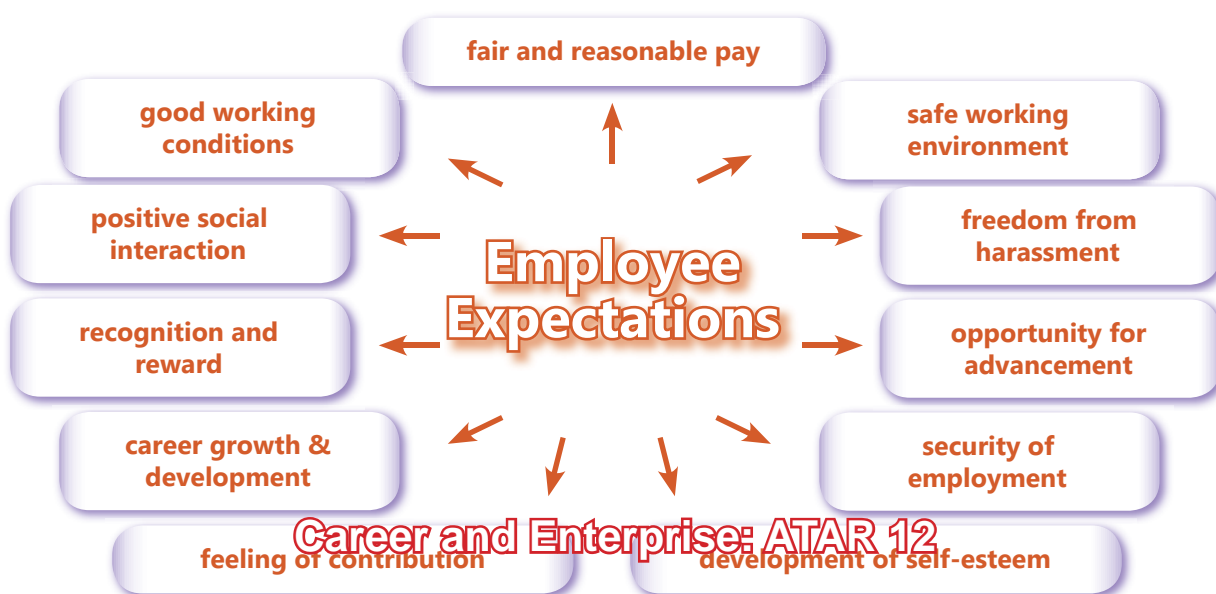 fair and reasonable pay
good working
conditions
safe working
environment
positive social
interaction
freedom from
harassment
Employee
Expectations
recognition and
reward
opportunity for
advancement
career growth &
development
security of
employment
Career and Enterprise: ATAR 12
feeling of contribution
development of self-esteem